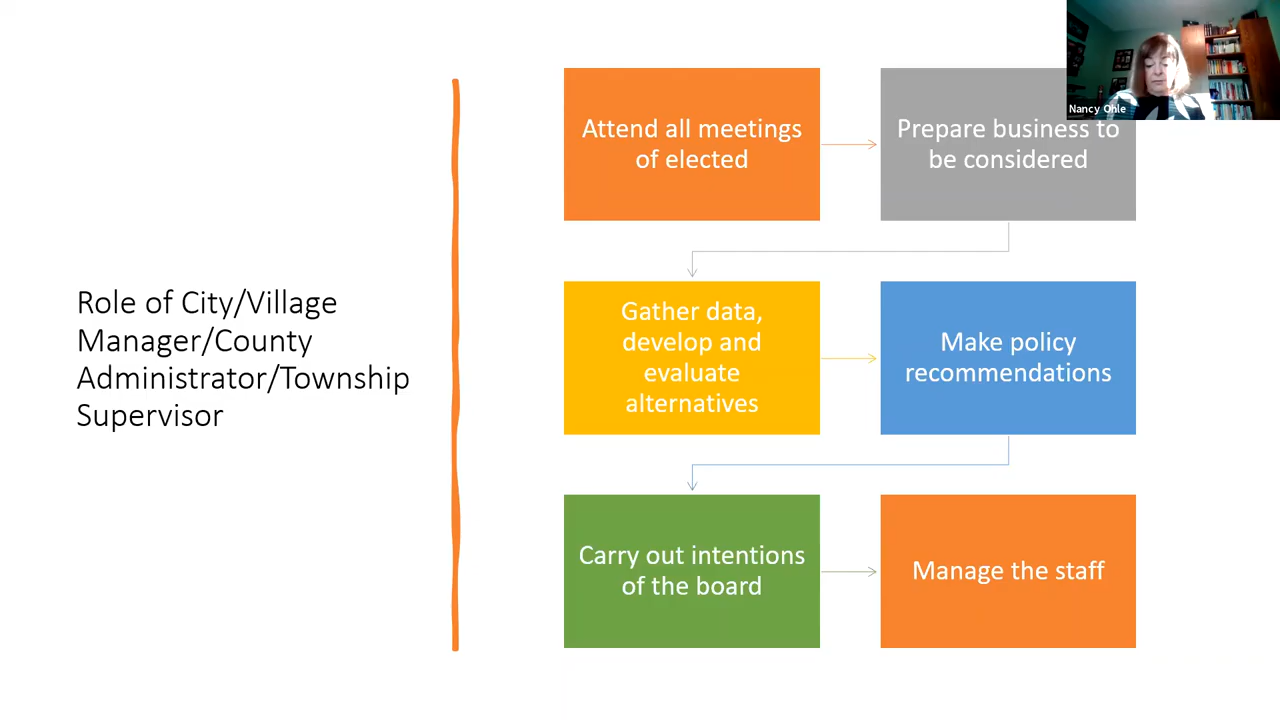 Nancy Ohle
Role of City/Village
Manager/County
Administrator/Township
Supervisor
Attend all meetings
of elected
Prepare business to
be considered
Gather data,
develop and
evaluate
alternatives
Make policy
recommendations
Carry out intentions
of the board
Manage the staff